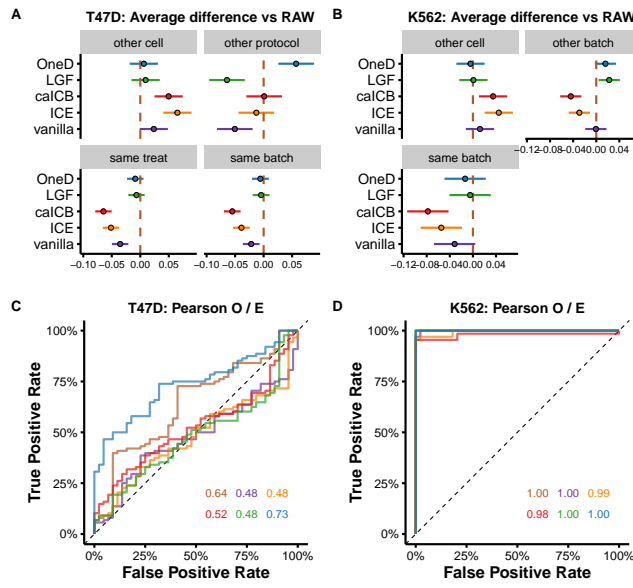 A
T47D: Average difference vs RAW
other cell
other protocol
OneD
LGF
caICB
ICE
vanilla
same treat
same batch
OneD
LGF
caICB
ICE
vanilla
−0.10 −0.05 0.00 0.05
−0.10 −0.05 0.00 0.05
B
K562: Average difference vs RAW
other cell
other batch
OneD
LGF
caICB
ICE
vanilla
−0.12 −0.08 −0.04 0.00 0.04
same batch
OneD
LGF
caICB
ICE
vanilla
−0.12 −0.08 −0.04 0.00 0.04
C
T47D: Pearson O / E
True Positive Rate
100%
75%
50%
25%
0%
0.64 0.48 0.48
0.52 0.48 0.73
0% 25% 50% 75% 100%
False Positive Rate
D
K562: Pearson O / E
True Positive Rate
100%
75%
50%
25%
0%
1.00 1.00 0.99
0.98 1.00 1.00
0% 25% 50% 75% 100%
False Positive Rate